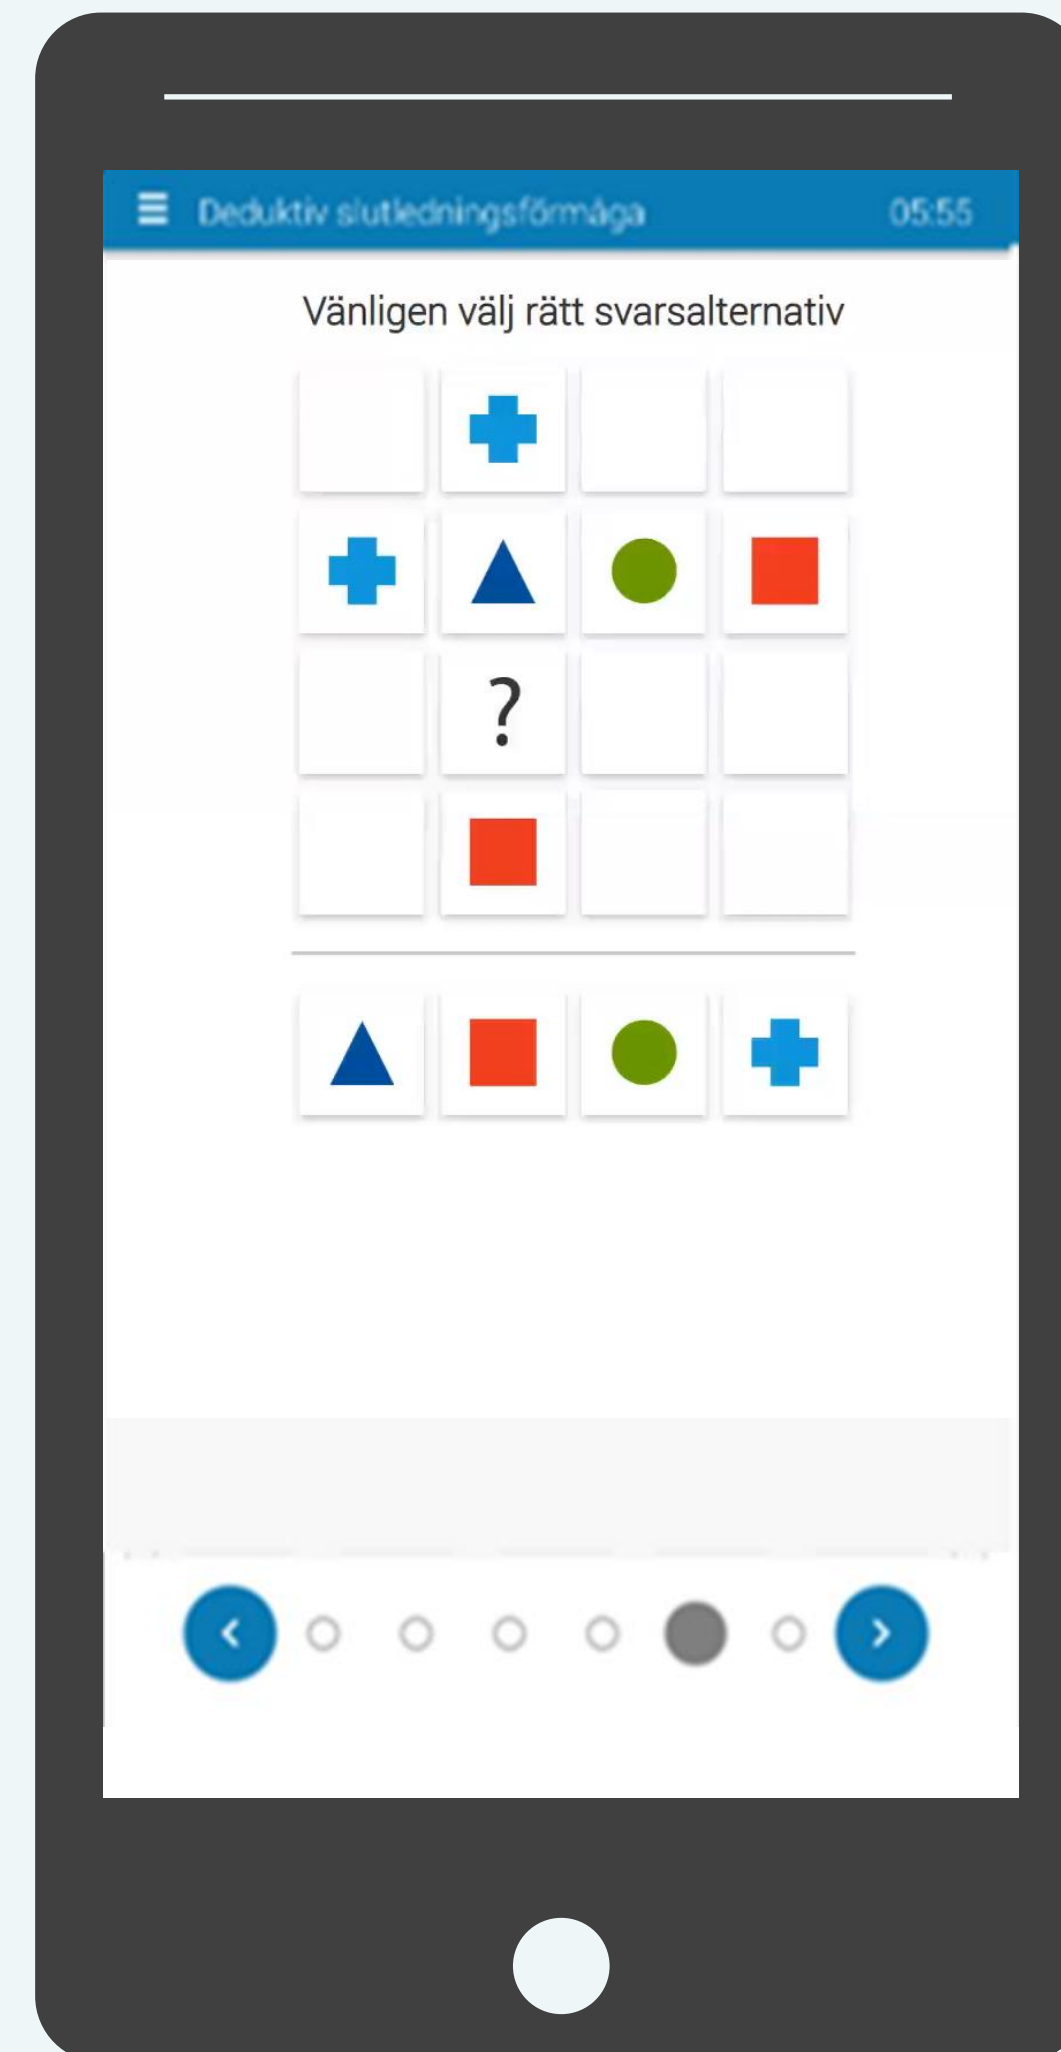 Deduktiv slutledningsförmåga 05:55
Vänligen välj rätt svarsalternativ
?